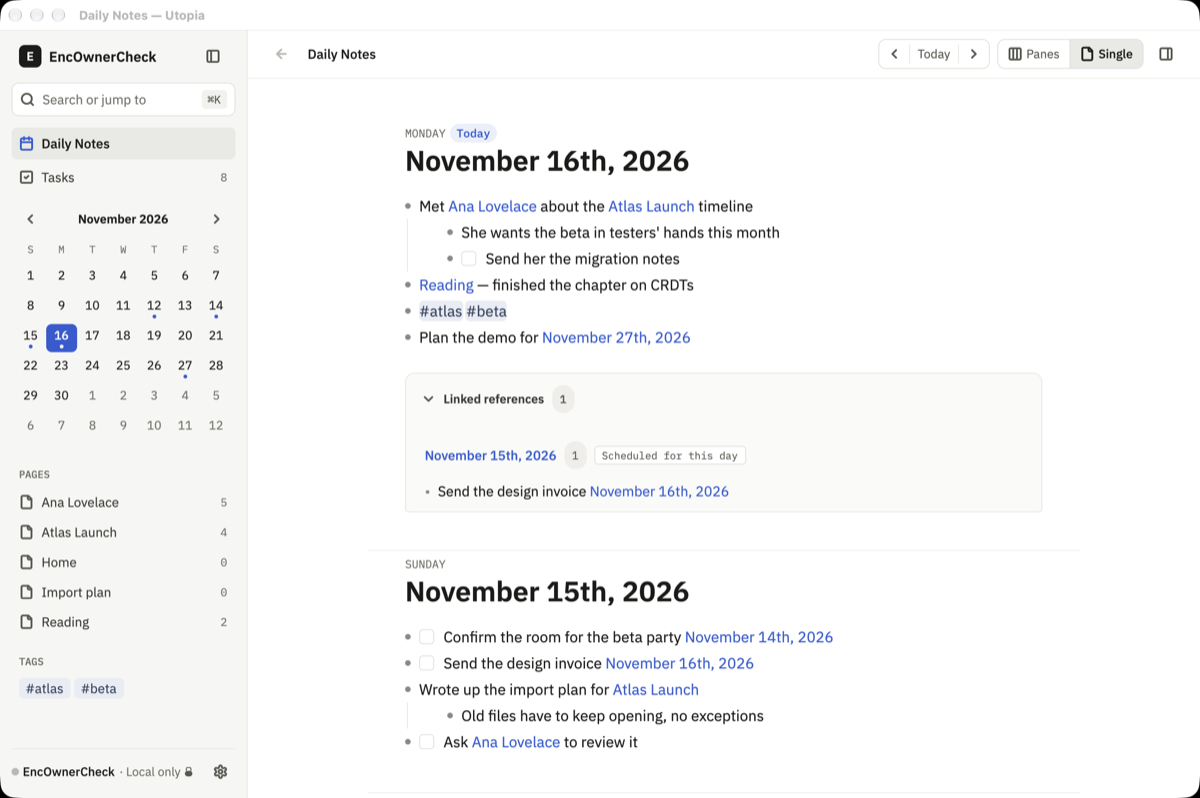 Daily Notes — Utopia
E EncOwnerCheck
Search or jump to ⌘K
Daily Notes
Tasks 8
November 2026
S M T W T F S
1 2 3 4 5 6 7
8 9 10 11 12 13 14
15 16 17 18 19 20 21
22 23 24 25 26 27 28
29 30 1 2 3 4 5
6 7 8 9 10 11 12
PAGES
Ana Lovelace 5
Atlas Launch 4
Home 0
Import plan 0
Reading 2
TAGS
#atlas #beta
EncOwnerCheck · Local only
Daily Notes
Today
Panes Single
MONDAY Today
November 16th, 2026
Met Ana Lovelace about the Atlas Launch timeline
She wants the beta in testers' hands this month
Send her the migration notes
Reading — finished the chapter on CRDTs
#atlas #beta
Plan the demo for November 27th, 2026
Linked references 1
November 15th, 2026 1 Scheduled for this day
Send the design invoice November 16th, 2026
SUNDAY
November 15th, 2026
Confirm the room for the beta party November 14th, 2026
Send the design invoice November 16th, 2026
Wrote up the import plan for Atlas Launch
Old files have to keep opening, no exceptions
Ask Ana Lovelace to review it